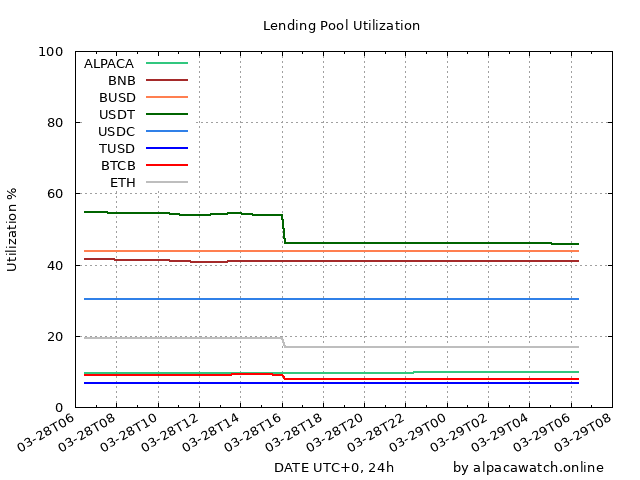 Lending Pool Utilization
100
80
60
40
20
0
Utilization %
ALPACA
BNB
BUSD
USDT
USDC
TUSD
BTCB
ETH
03-28T06
03-28T08
03-28T10
03-28T12
03-28T14
03-28T16
03-28T18
03-28T20
03-28T22
03-29T00
03-29T02
03-29T04
03-29T06
03-29T08
DATE UTC+0, 24h
by alpacawatch.online